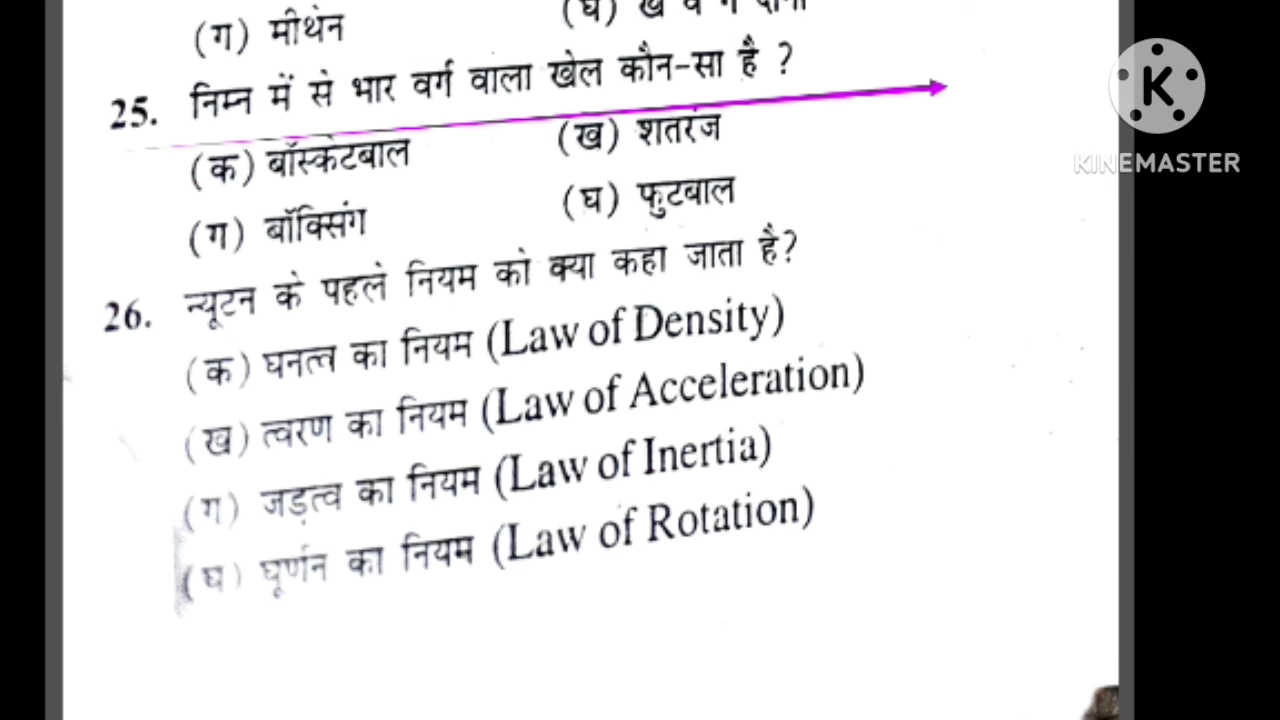 (ग) मीथेन (घ) ख व ग दोनों
25. निम्न में से भार वर्ग वाला खेल कौन-सा है ?
(क) बॉस्केटबाल (ख) शतरंज
(ग) बॉक्सिंग (घ) फुटबाल
26. न्यूटन के पहले नियम को क्या कहा जाता है?
(क) घनत्त्व का नियम (Law of Density)
(ख) त्वरण का नियम (Law of Acceleration)
(ग) जड़त्व का नियम (Law of Inertia)
(घ) घूर्णन का नियम (Law of Rotation)
K
KINEMASTER